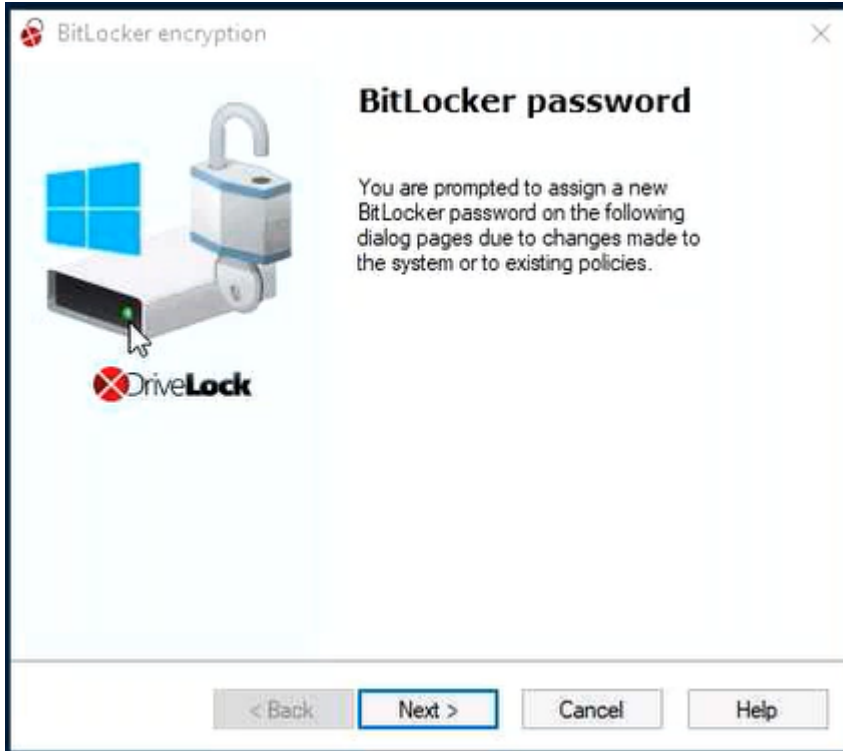 BitLocker encryption
BitLocker password
You are prompted to assign a new
BitLocker password on the following
dialog pages due to changes made to
the system or to existing policies.
DriveLock
< Back
Next >
Cancel
Help